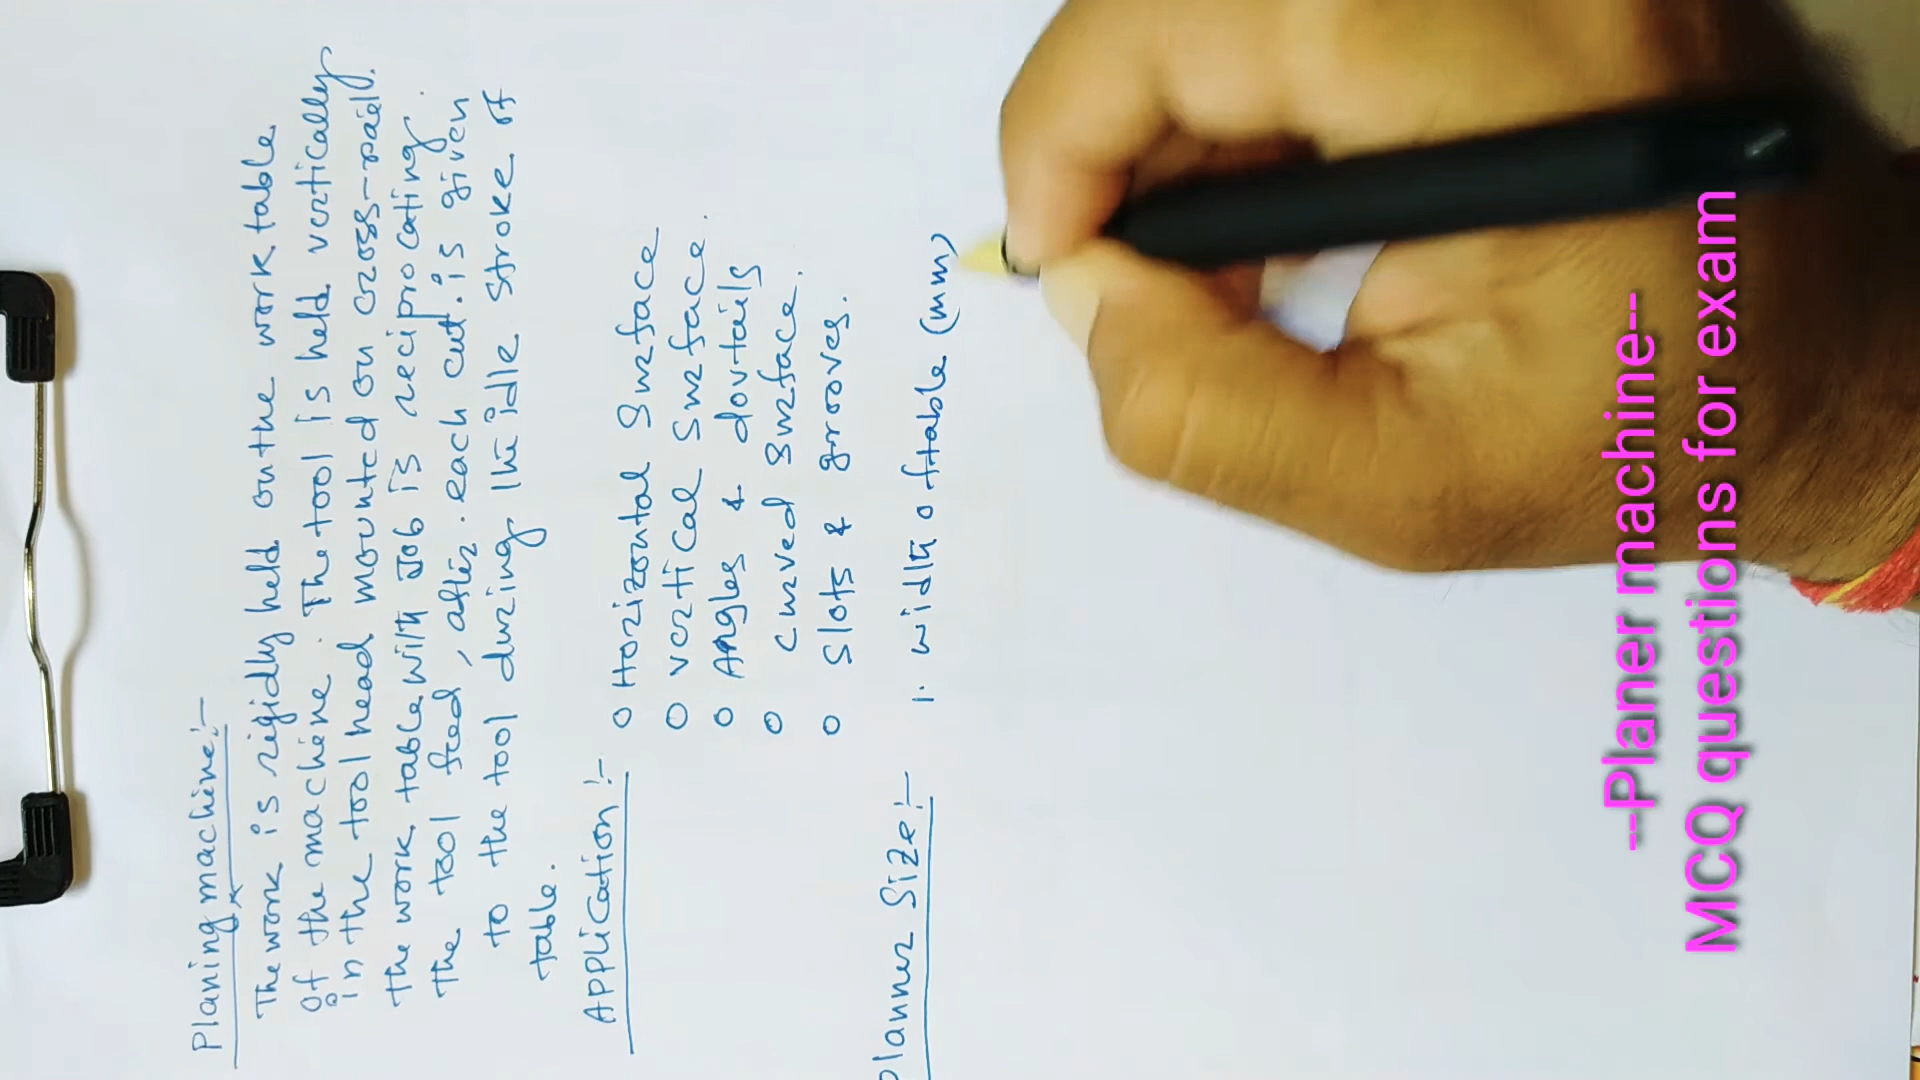 Planing machine:-
The work is rigidly held on the work table
of the machine. The tool is held vertically
in the tool head mounted on cross-rail.
the work table with Job is reciprocating.
the tool feed, after each cut is given
to the tool during the idle stroke of
table.
Application:-
o Horizontal Surface
o vertical Surface.
o Angles & dovtails
o curved Surface.
o Slots & grooves.
Planner Size:-
1. width of table (mm)
--Planer machine--
MCQ questions for exam